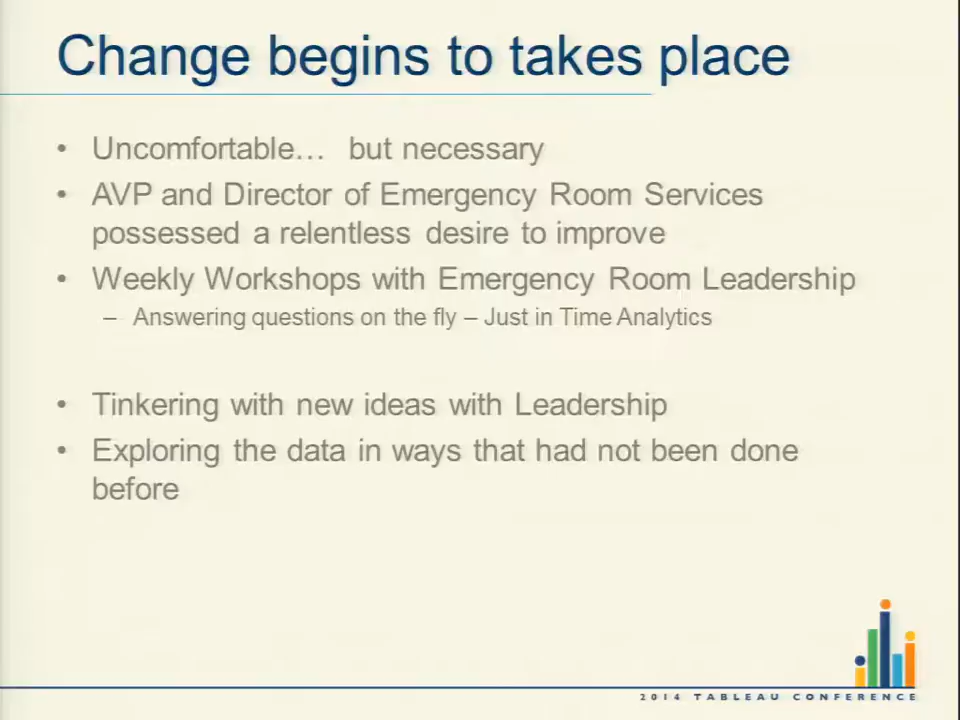 Change begins to takes place
• Uncomfortable… but necessary
• AVP and Director of Emergency Room Services
possessed a relentless desire to improve
• Weekly Workshops with Emergency Room Leadership
– Answering questions on the fly – Just in Time Analytics
• Tinkering with new ideas with Leadership
• Exploring the data in ways that had not been done
before
2014 TABLEAU CONFERENCE